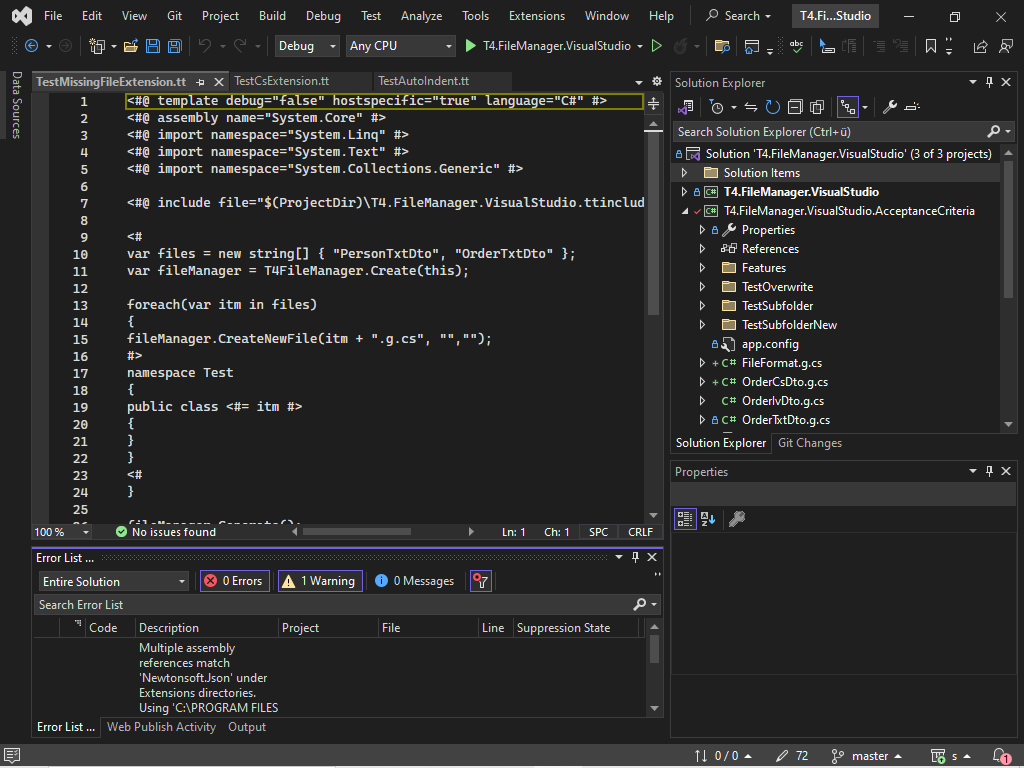 File Edit View Git Project Build Debug Test Analyze Tools Extensions Window Help Search T4.Fi...Studio
Debug Any CPU T4.FileManager.VisualStudio
Data Sources
TestMissingFileExtension.tt TestCsExtension.tt TestAutoIndent.tt
1 <#@ template debug="false" hostspecific="true" language="C#" #>
2 <#@ assembly name="System.Core" #>
3 <#@ import namespace="System.Linq" #>
4 <#@ import namespace="System.Text" #>
5 <#@ import namespace="System.Collections.Generic" #>
6
7 <#@ include file="$(ProjectDir)\T4.FileManager.VisualStudio.ttinclud
8
9 <#
10 var files = new string[] { "PersonTxtDto", "OrderTxtDto" };
11 var fileManager = T4FileManager.Create(this);
12
13 foreach(var itm in files)
14 {
15 fileManager.CreateNewFile(itm + ".g.cs", "","");
16 #>
17 namespace Test
18 {
19 public class <#= itm #>
20 {
21 }
22 }
23 <#
24 }
25
26 fileManager.Generate();
100 % No issues found Ln: 1 Ch: 1 SPC CRLF
Error List ...
Entire Solution 0 Errors 1 Warning 0 Messages
Search Error List
Code Description Project File Line Suppression State
Multiple assembly
references match
'Newtonsoft.Json' under
Extensions directories.
Using 'C:\PROGRAM FILES
Error List ... Web Publish Activity Output
Solution Explorer
Search Solution Explorer (Ctrl+ü)
Solution 'T4.FileManager.VisualStudio' (3 of 3 projects)
Solution Items
C# T4.FileManager.VisualStudio
C# T4.FileManager.VisualStudio.AcceptanceCriteria
Properties
References
Features
TestOverwrite
TestSubfolder
TestSubfolderNew
app.config
+ C# FileFormat.g.cs
+ C# OrderCsDto.g.cs
C# OrderIvDto.g.cs
C# OrderTxtDto.g.cs
Solution Explorer Git Changes
Properties
0 / 0 72 master s 1